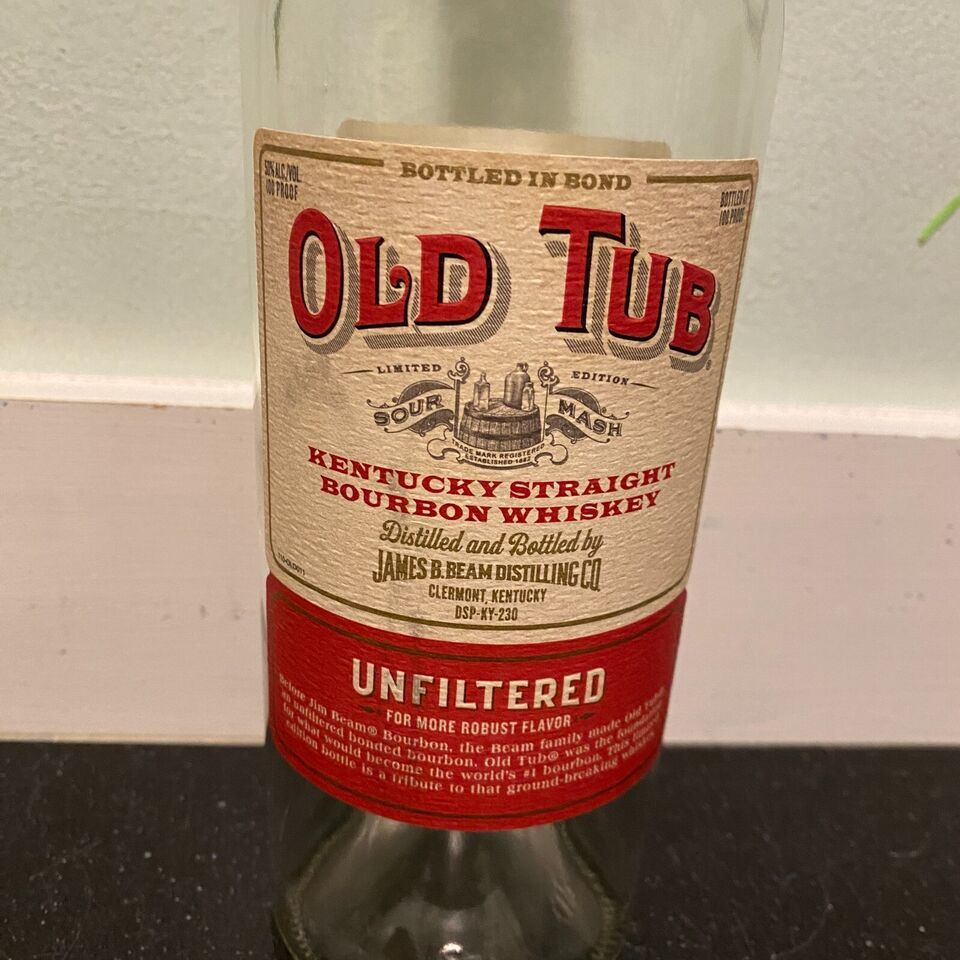 BOTTLED IN BOND
50% ALC./VOL.
100 PROOF
BOTTLED AT
100 PROOF
OLD TUB®
LIMITED EDITION
SOUR MASH
TRADE MARK REGISTERED
ESTABLISHED 1882
KENTUCKY STRAIGHT
BOURBON WHISKEY
Distilled and Bottled by
JAMES B. BEAM DISTILLING CO.
CLERMONT, KENTUCKY
DSP-KY-230
UNFILTERED
FOR MORE ROBUST FLAVOR
Before Jim Beam® Bourbon, the Beam family made Old Tub®
an unfiltered bonded bourbon. Old Tub® was the foundation
for what would become the world's #1 bourbon. This limited
edition bottle is a tribute to that ground-breaking whiskey.